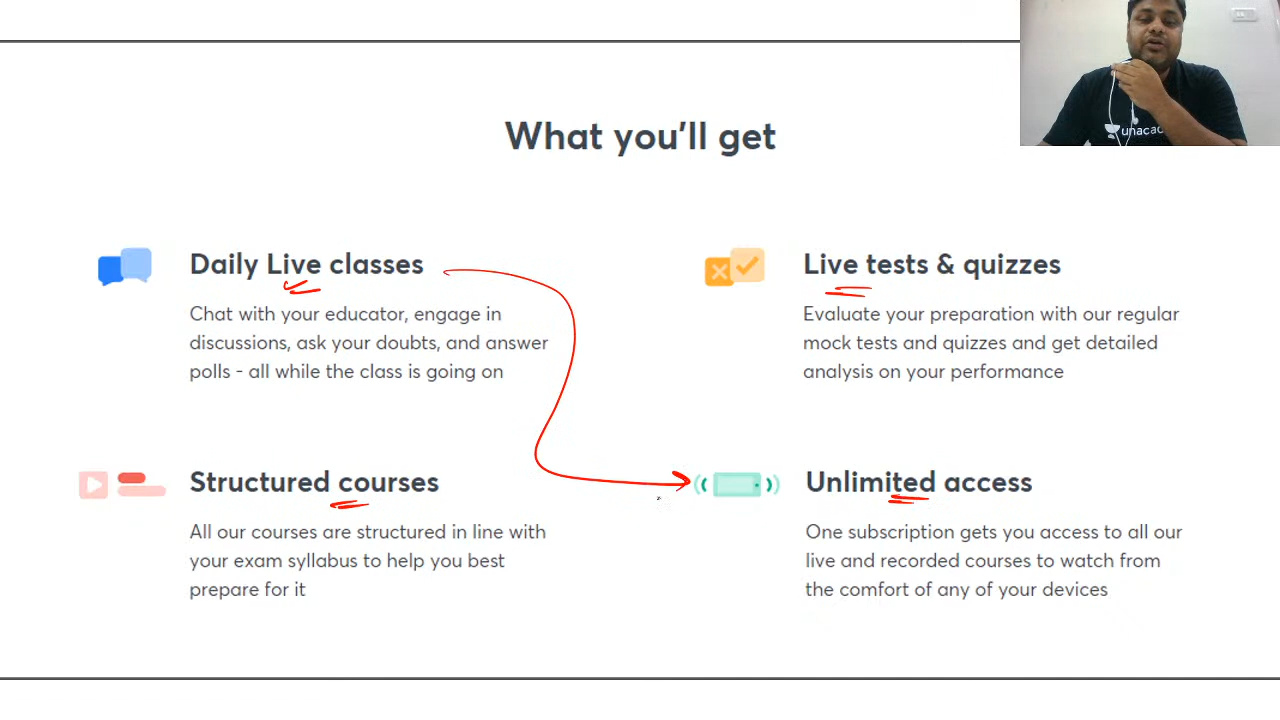 What you'll get
Daily Live classes
Chat with your educator, engage in
discussions, ask your doubts, and answer
polls - all while the class is going on
Live tests & quizzes
Evaluate your preparation with our regular
mock tests and quizzes and get detailed
analysis on your performance
Structured courses
All our courses are structured in line with
your exam syllabus to help you best
prepare for it
Unlimited access
One subscription gets you access to all our
live and recorded courses to watch from
the comfort of any of your devices